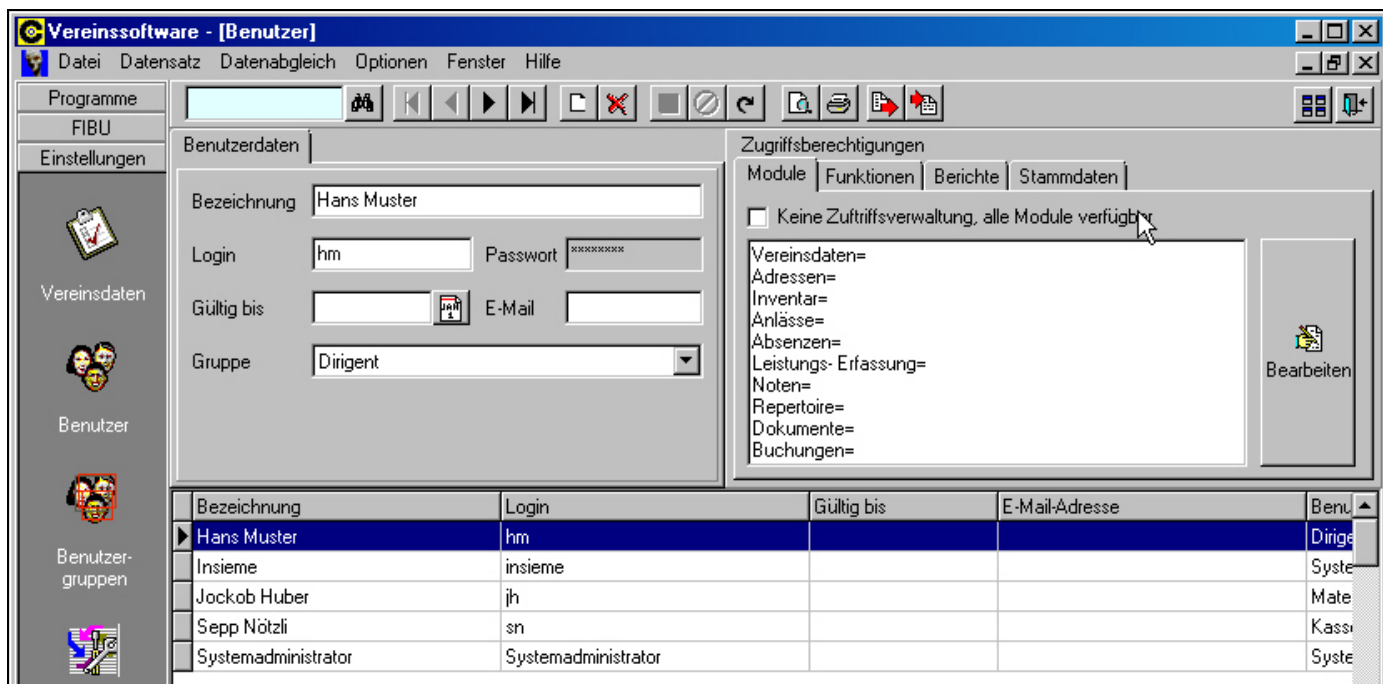 Vereinssoftware - [Benutzer]
Datei Datensatz Datenabgleich Optionen Fenster Hilfe
Programme
FIBU
Einstellungen
Vereinsdaten
Benutzer
Benutzer-
gruppen
Benutzerdaten
Bezeichnung Hans Muster
Login hm Passwort ********
Gültig bis JAN 1 E-Mail
Gruppe Dirigent
Zugriffsberechtigungen
Module Funktionen Berichte Stammdaten
Keine Zuftriffsverwaltung, alle Module verfügbar
Vereinsdaten=
Adressen=
Inventar=
Anlässe=
Absenzen=
Leistungs- Erfassung=
Noten=
Repertoire=
Dokumente=
Buchungen=
Bearbeiten
Bezeichnung Login Gültig bis E-Mail-Adresse Benu
Hans Muster hm Dirige
Insieme insieme Syste
Jockob Huber jh Mate
Sepp Nötzli sn Kass
Systemadministrator Systemadministrator Syste